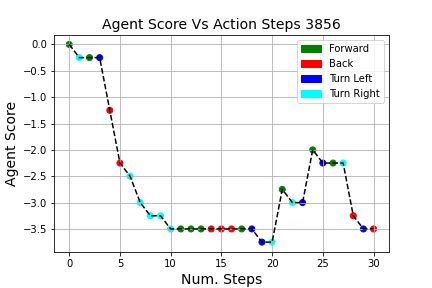 Agent Score Vs Action Steps 3856
Agent Score
0.0
−0.5
−1.0
−1.5
−2.0
−2.5
−3.0
−3.5
Forward
Back
Turn Left
Turn Right
0 5 10 15 20 25 30
Num. Steps